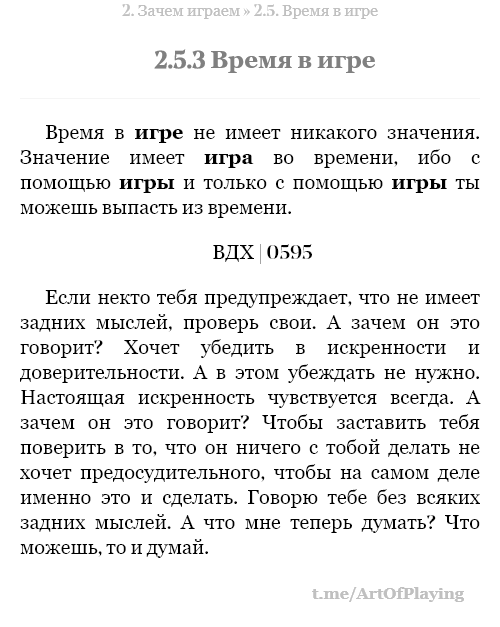 2. Зачем играем » 2.5. Время в игре
2.5.3 Время в игре
Время в игре не имеет никакого значения.
Значение имеет игра во времени, ибо с
помощью игры и только с помощью игры ты
можешь выпасть из времени.
ВДХ | 0595
Если некто тебя предупреждает, что не имеет
задних мыслей, проверь свои. А зачем он это
говорит? Хочет убедить в искренности и
доверительности. А в этом убеждать не нужно.
Настоящая искренность чувствуется всегда. А
зачем он это говорит? Чтобы заставить тебя
поверить в то, что он ничего с тобой делать не
хочет предосудительного, чтобы на самом деле
именно это и сделать. Говорю тебе без всяких
задних мыслей. А что мне теперь думать? Что
можешь, то и думай.
t.me/ArtOfPlaying